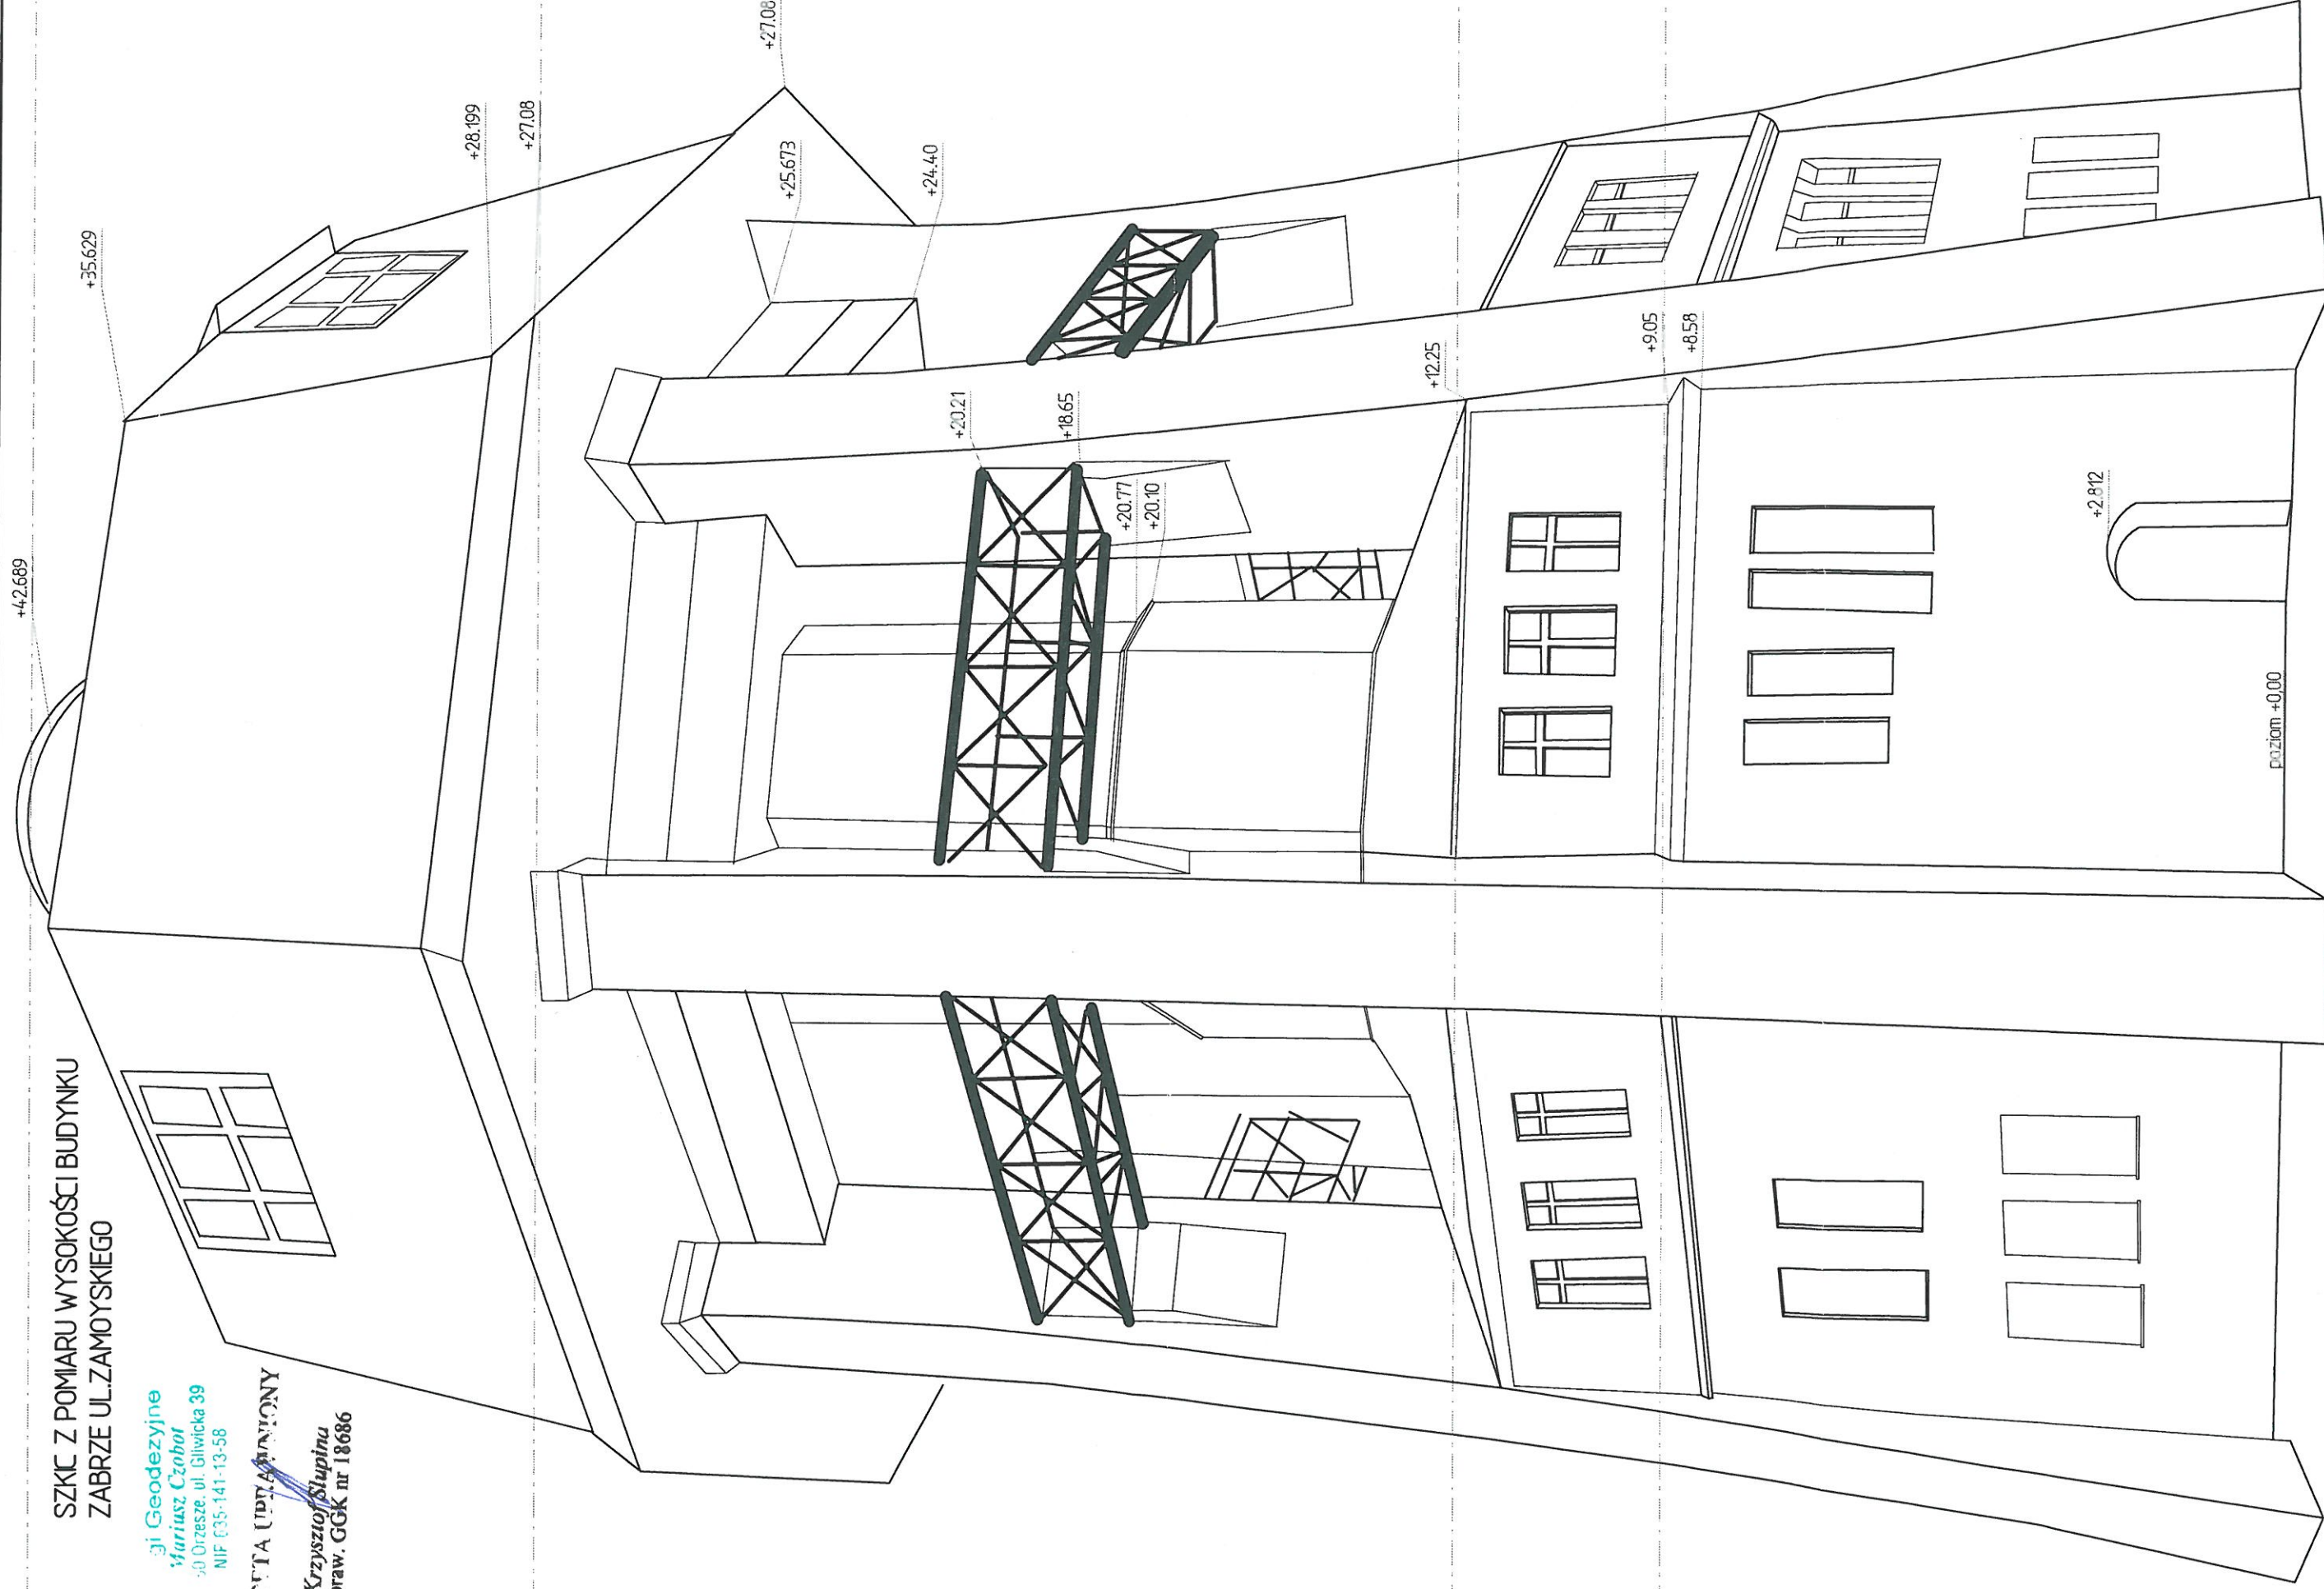 SZKIC Z POMIARU WYSOKOŚCI BUDYNKU
ZABRZE UL.ZAMOYSKIEGO
Geodezyjne
Mariusz Czobot
Orzesze, ul. Gliwicka 39
NIF 635-141-13-58
UPRAWNIONY
Krzysztof Słupina
GGK nr 18686
+42.689
+35.629
+28.199
+27.08
+27.08
+25.673
+24.40
+20.21
+18.65
+20.77
+20.10
+12.25
+9.05
+8.58
+2.812
poziom +0,00